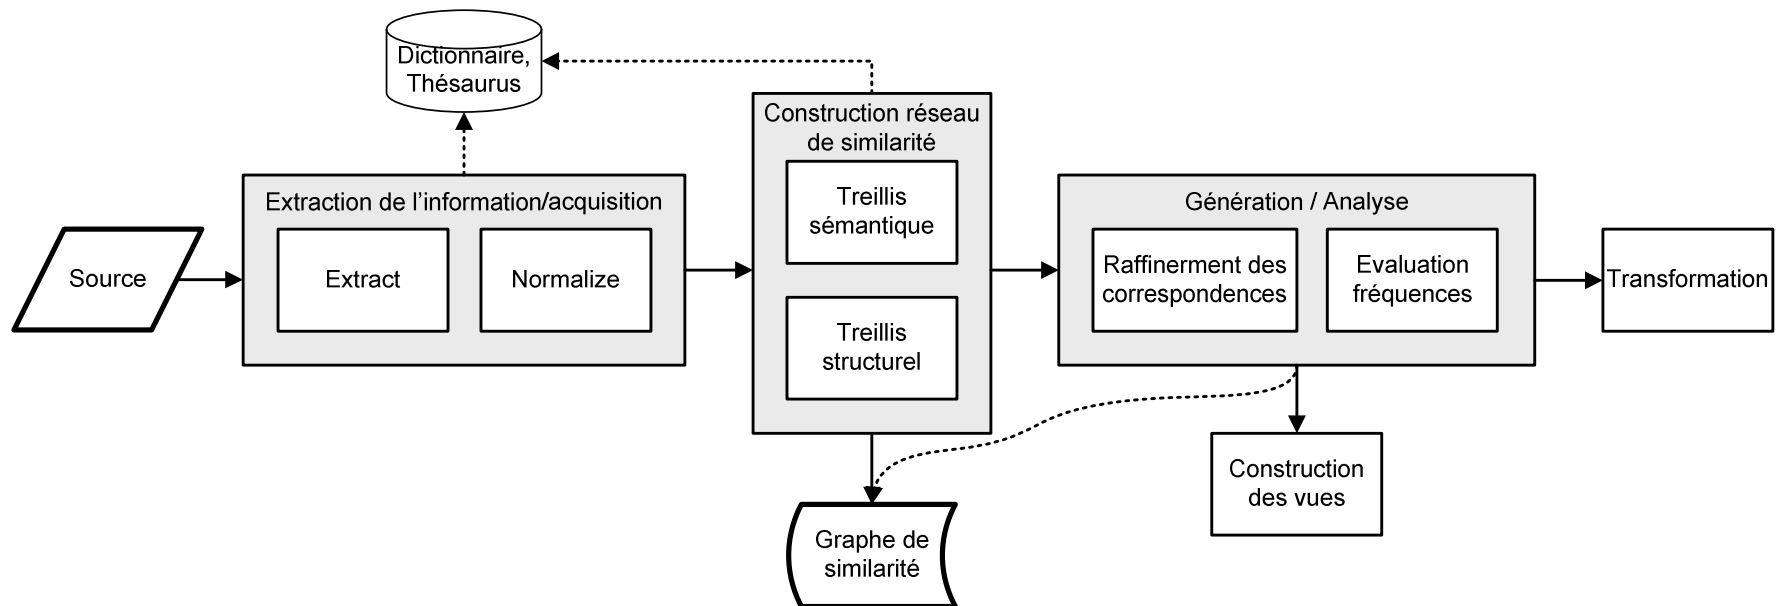 Dictionnaire,
Thésaurus
Construction réseau
de similarité
Treillis
sémantique
Treillis
structurel
Extraction de l'information/acquisition
Extract
Normalize
Source
Génération / Analyse
Raffinerment des
correspondences
Evaluation
fréquences
Transformation
Construction
des vues
Graphe de
similarité